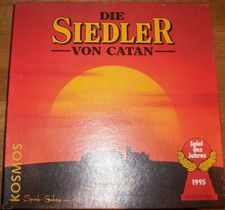 DIE
SIEDLER
VON CATAN
Spiel des
Jahres
1995
KOSMOS